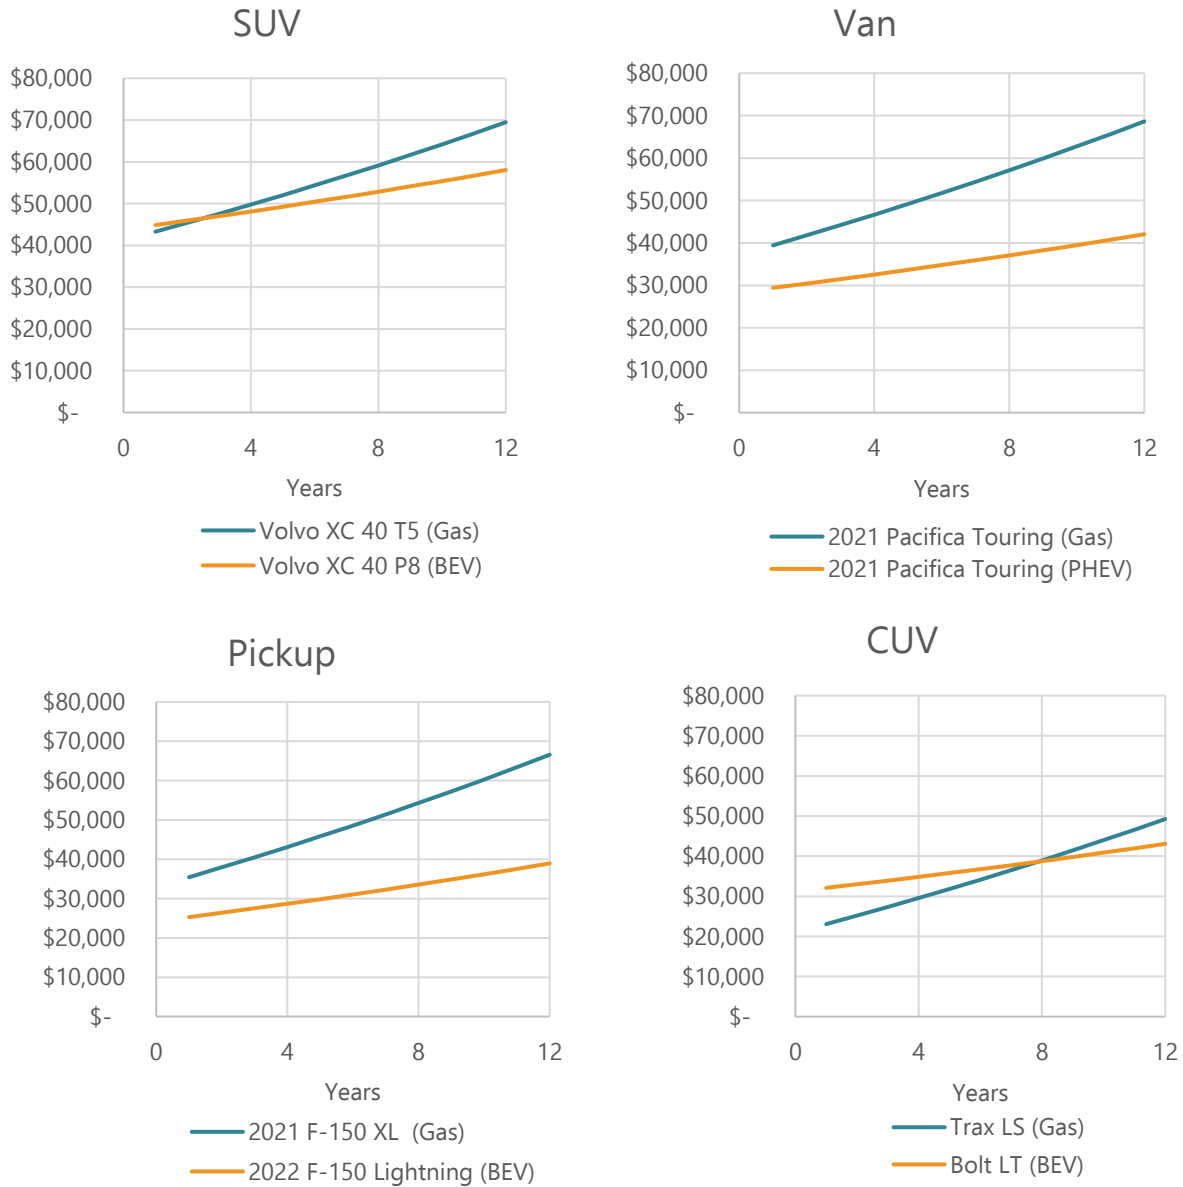 SUV
$80,000
$70,000
$60,000
$50,000
$40,000
$30,000
$20,000
$10,000
$-
0 4 8 12
Years
Volvo XC 40 T5 (Gas)
Volvo XC 40 P8 (BEV)
Van
$80,000
$70,000
$60,000
$50,000
$40,000
$30,000
$20,000
$10,000
$-
0 4 8 12
Years
2021 Pacifica Touring (Gas)
2021 Pacifica Touring (PHEV)
Pickup
$80,000
$70,000
$60,000
$50,000
$40,000
$30,000
$20,000
$10,000
$-
0 4 8 12
Years
2021 F-150 XL (Gas)
2022 F-150 Lightning (BEV)
CUV
$80,000
$70,000
$60,000
$50,000
$40,000
$30,000
$20,000
$10,000
$-
0 4 8 12
Years
Trax LS (Gas)
Bolt LT (BEV)